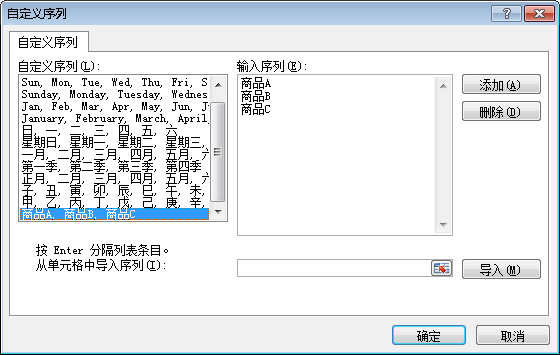 自定义序列
自定义序列
自定义序列(L):
Sun, Mon, Tue, Wed, Thu, Fri, S
Sunday, Monday, Tuesday, Wednes
Jan, Feb, Mar, Apr, May, Jun, Ju
January, February, March, April,
日, 一, 二, 三, 四, 五, 六
星期日, 星期一, 星期二, 星期三,
一月, 二月, 三月, 四月, 五月, 六
第一季, 第二季, 第三季, 第四季
正月, 二月, 三月, 四月, 五月, 六
子, 丑, 寅, 卯, 辰, 巳, 午, 未,
甲, 乙, 丙, 丁, 戊, 己, 庚, 辛,
商品A, 商品B, 商品C
输入序列(E):
商品A
商品B
商品C
添加(A)
删除(D)
按 Enter 分隔列表条目。
从单元格中导入序列(I):
导入(M)
确定
取消